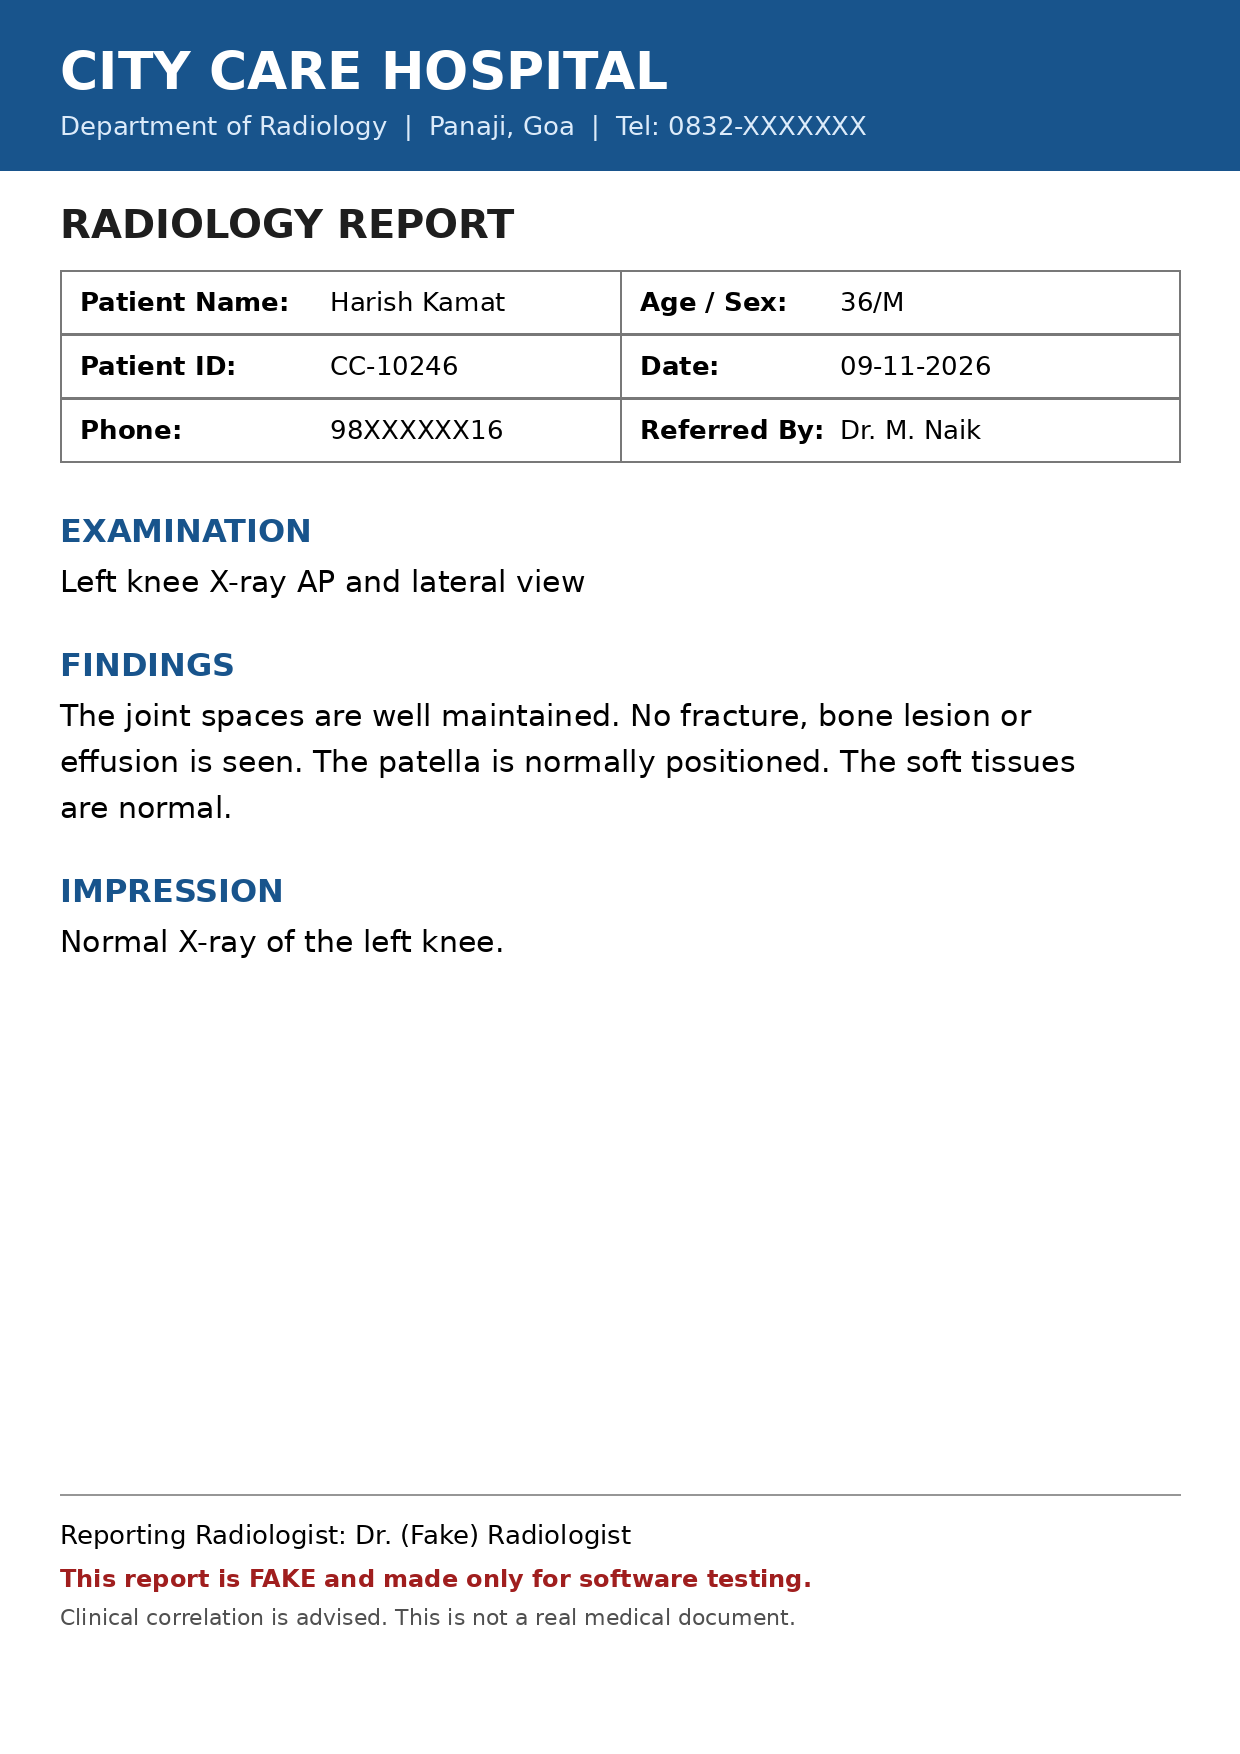 CITY CARE HOSPITAL
Department of Radiology | Panaji, Goa | Tel: 0832-XXXXXXX
RADIOLOGY REPORT
Patient Name: Harish Kamat Age / Sex: 36/M
Patient ID: CC-10246 Date: 09-11-2026
Phone: 98XXXXXX16 Referred By: Dr. M. Naik
EXAMINATION
Left knee X-ray AP and lateral view
FINDINGS
The joint spaces are well maintained. No fracture, bone lesion or
effusion is seen. The patella is normally positioned. The soft tissues
are normal.
IMPRESSION
Normal X-ray of the left knee.
Reporting Radiologist: Dr. (Fake) Radiologist
This report is FAKE and made only for software testing.
Clinical correlation is advised. This is not a real medical document.